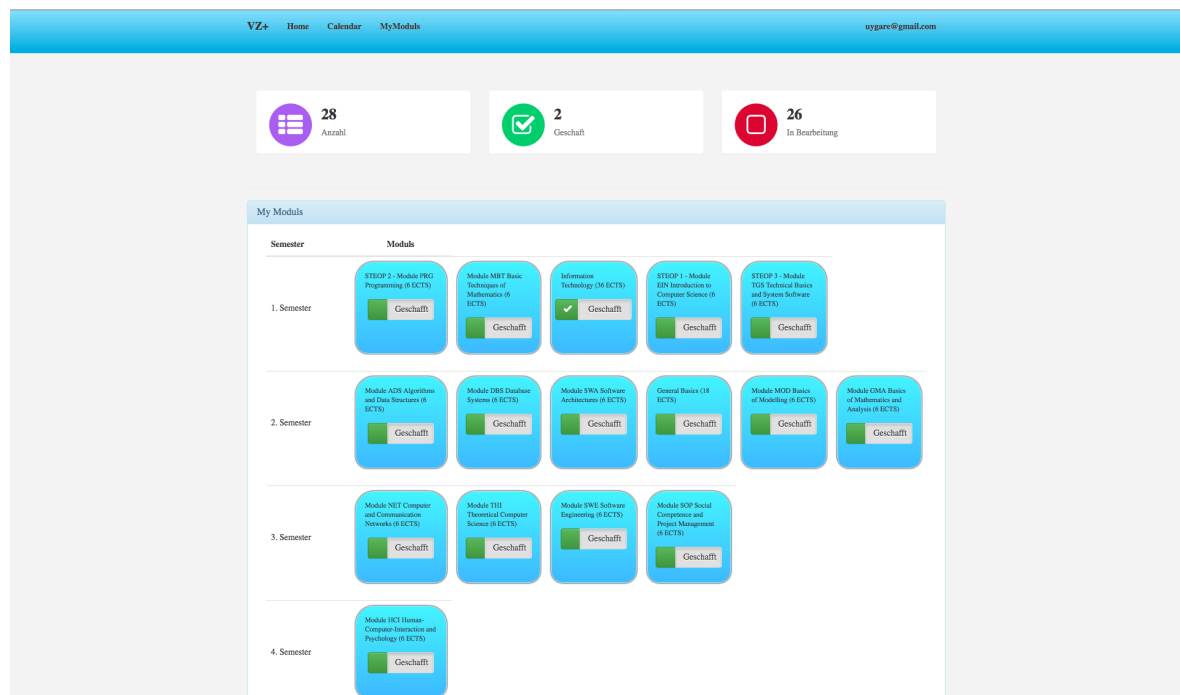 VZ+ Home Calendar MyModuls uygare@gmail.com
28
Anzahl
2
Geschaft
26
In Bearbeitung
My Moduls
Semester Moduls
1. Semester
STEOP 2 - Module PRG
Programming (6 ECTS)
Geschafft
Module MBT Basic
Techniques of
Mathematics (6
ECTS)
Geschafft
Information
Technology (36 ECTS)
Geschafft
STEOP 1 - Module
EIN Introduction to
Computer Science (6
ECTS)
Geschafft
STEOP 3 - Module
TGS Technical Basics
and System Software
(6 ECTS)
Geschafft
2. Semester
Module ADS Algorithms
and Data Structures (6
ECTS)
Geschafft
Module DBS Database
Systems (6 ECTS)
Geschafft
Module SWA Software
Architectures (6 ECTS)
Geschafft
General Basics (18
ECTS)
Geschafft
Module MOD Basics
of Modelling (6 ECTS)
Geschafft
Module GMA Basics
of Mathematics and
Analysis (6 ECTS)
Geschafft
3. Semester
Module NET Computer
and Communication
Networks (6 ECTS)
Geschafft
Module THI
Theoretical Computer
Science (6 ECTS)
Geschafft
Module SWE Software
Engineering (6 ECTS)
Geschafft
Module SOP Social
Competence and
Project Management
(6 ECTS)
Geschafft
4. Semester
Module HCI Human-
Computer-Interaction and
Psychology (6 ECTS)
Geschafft